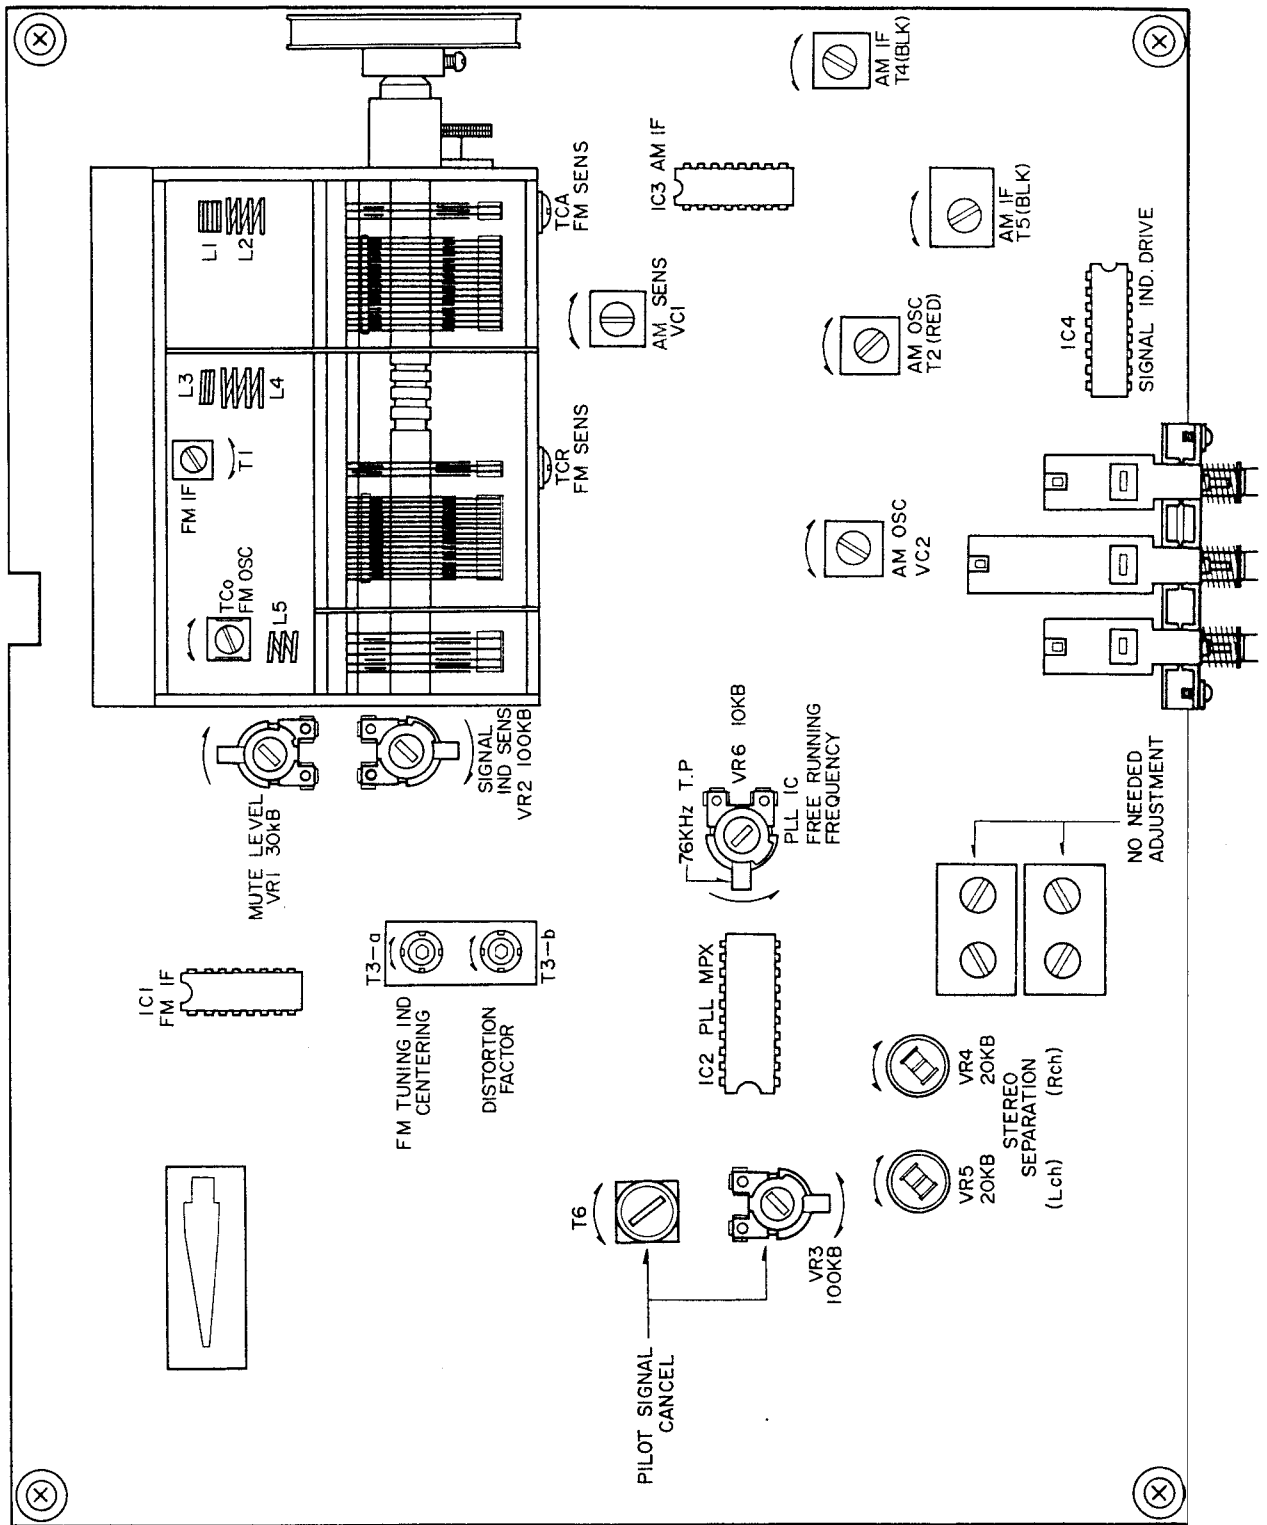 L1
L2
L3
L4
FM IF
T1
TCo
FM OSC
L5
TCA
FM SENS
TCR
FM SENS
AM IF
T4(BLK)
IC3 AM IF
AM IF
T5(BLK)
AM SENS
VC1
AM OSC
T2 (RED)
IC4
SIGNAL IND. DRIVE
AM OSC
VC2
MUTE LEVEL
VR1 30kB
SIGNAL
IND SENS
VR2 100KB
76KHz T.P
VR6 10KB
PLL IC
FREE RUNNING
FREQUENCY
NO NEEDED
ADJUSTMENT
IC1
FM IF
T3-a
T3-b
FM TUNING IND
CENTERING
DISTORTION
FACTOR
IC2 PLL MPX
VR4
20KB
VR5
20KB
STEREO
SEPARATION
(Lch)
(Rch)
T6
VR3
100KB
PILOT SIGNAL
CANCEL